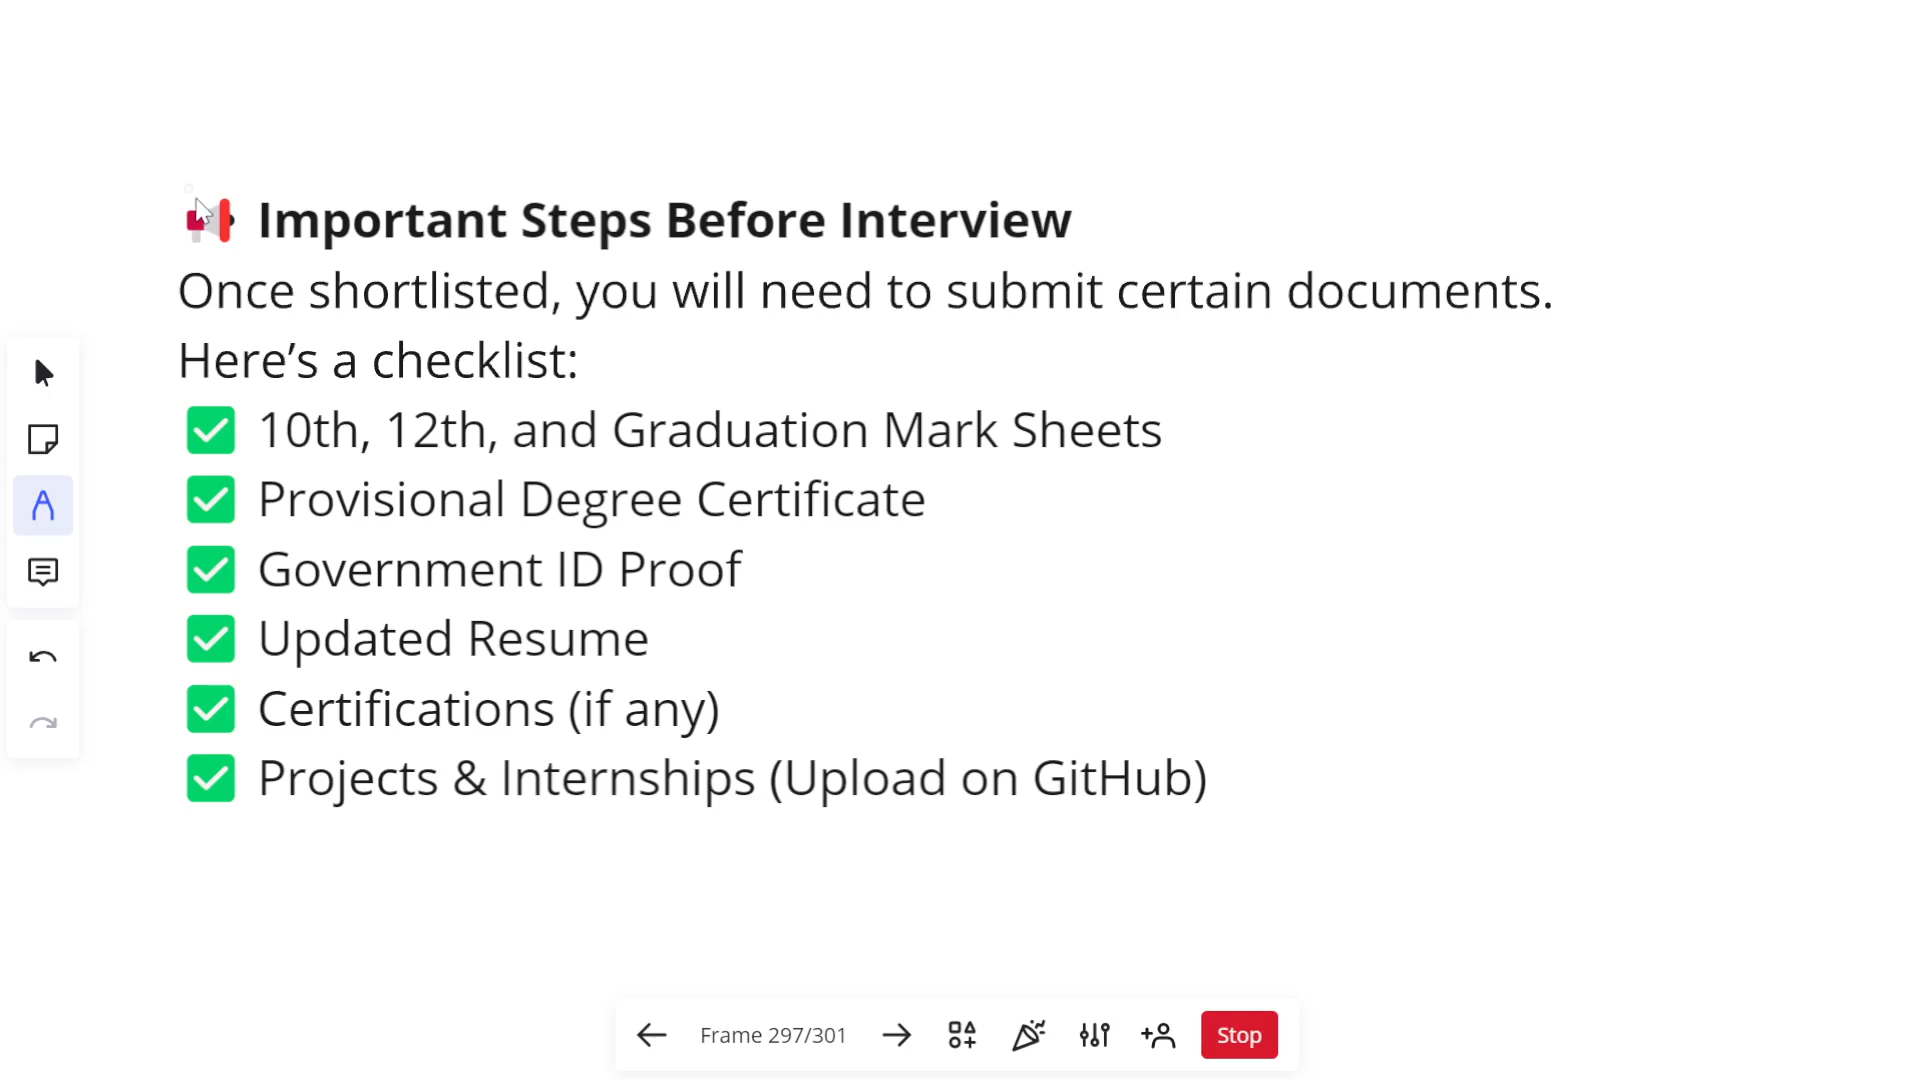 Important Steps Before Interview
Once shortlisted, you will need to submit certain documents.
Here’s a checklist:
10th, 12th, and Graduation Mark Sheets
Provisional Degree Certificate
Government ID Proof
Updated Resume
Certifications (if any)
Projects & Internships (Upload on GitHub)
Frame 297/301
Stop